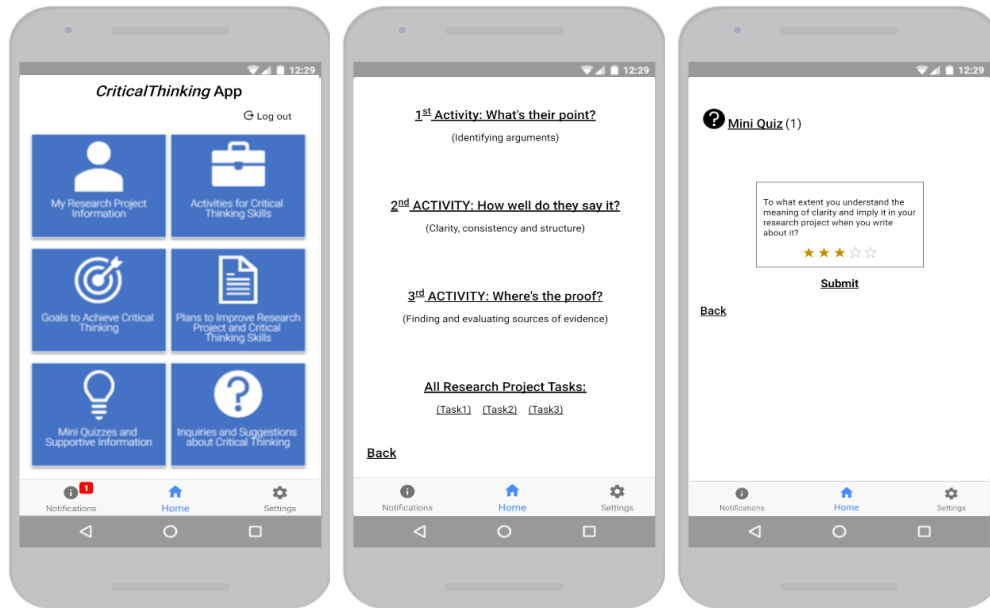 12:29
CriticalThinking App
Log out
My Research Project
Information
Activities for Critical
Thinking Skills
Goals to Achieve Critical
Thinking
Plans to Improve Research
Project and Critical
Thinking Skills
Mini Quizzes and
Supportive Information
Inquiries and Suggestions
about Critical Thinking
1
Notifications
Home
Settings
12:29
1st Activity: What's their point?
(Identifying arguments)
2nd ACTIVITY: How well do they say it?
(Clarity, consistency and structure)
3rd ACTIVITY: Where's the proof?
(Finding and evaluating sources of evidence)
All Research Project Tasks:
(Task1) (Task2) (Task3)
Back
Notifications
Home
Settings
12:29
Mini Quiz (1)
To what extent you understand the
meaning of clarity and imply it in your
research project when you write
about it?
Submit
Back
Notifications
Home
Settings